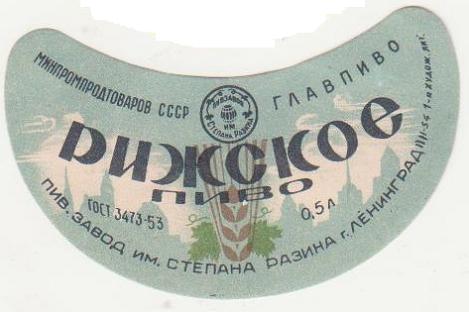 МИНПРОМПРОДТОВАРОВ СССР
ПИВЗАВОД
ИМ.
СТЕПАНА РАЗИНА
ГЛАВПИВО
РИЖСКОЕ
ПИВО
ГОСТ 3473-53
0,5л
ПИВ. ЗАВОД ИМ. СТЕПАНА РАЗИНА г. ЛЕНИНГРАД